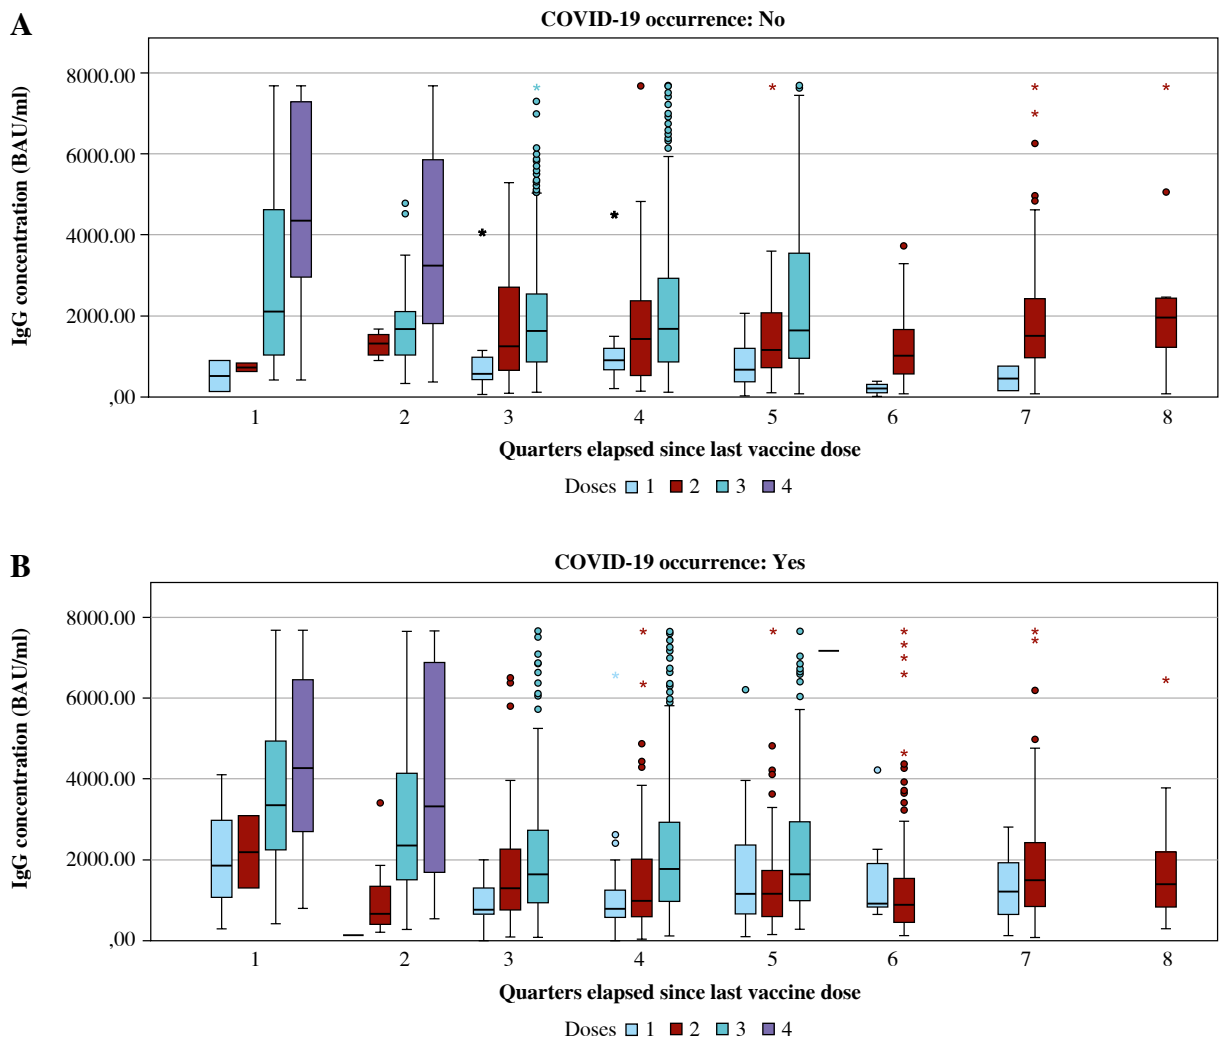 A
COVID-19 occurrence: No
IgG concentration (BAU/ml)
8000.00
6000.00
4000.00
2000.00
,00
1 2 3 4 5 6 7 8
Quarters elapsed since last vaccine dose
Doses 1 2 3 4
B
COVID-19 occurrence: Yes
IgG concentration (BAU/ml)
8000.00
6000.00
4000.00
2000.00
,00
1 2 3 4 5 6 7 8
Quarters elapsed since last vaccine dose
Doses 1 2 3 4